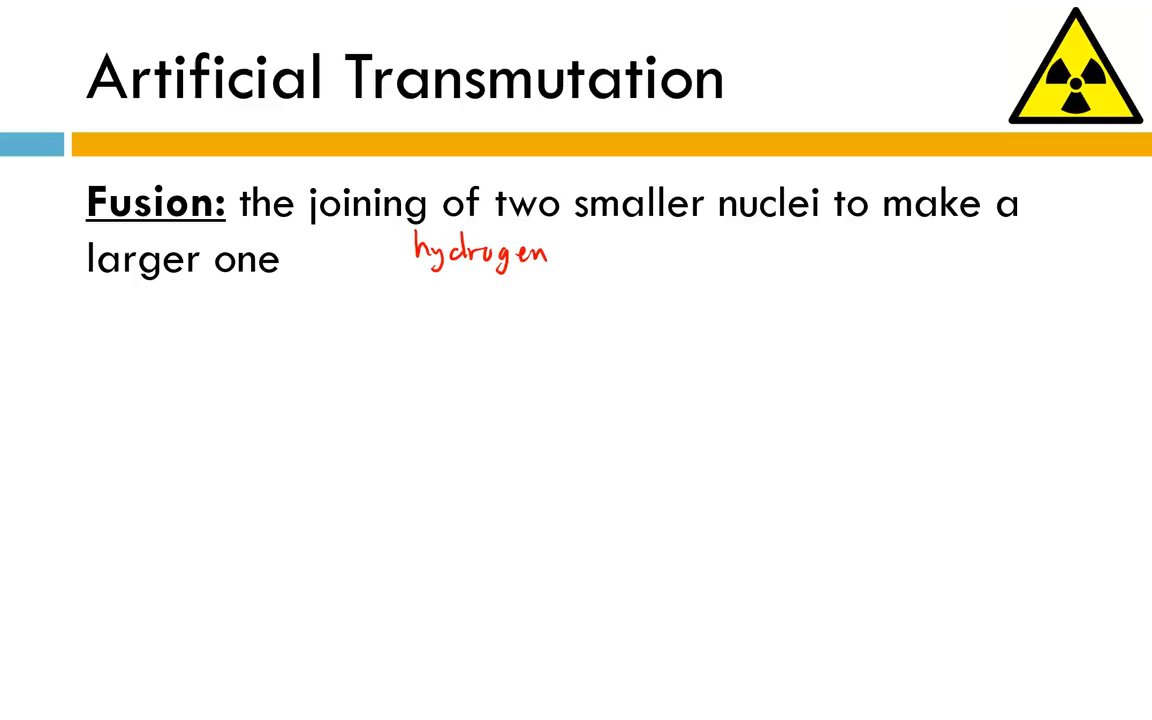 Artificial Transmutation
Fusion: the joining of two smaller nuclei to make a
larger one
hydrogen